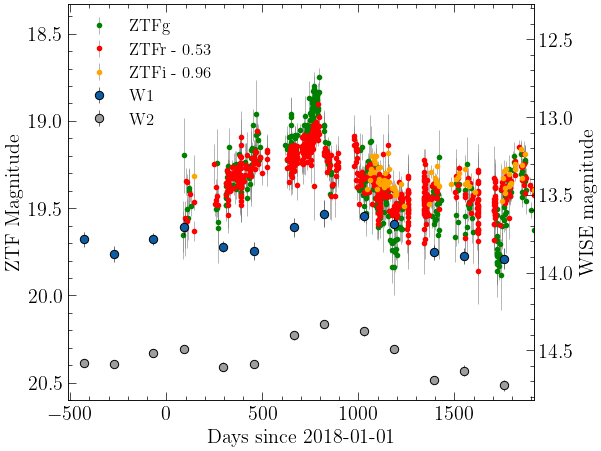 ZTFg
ZTFr - 0.53
ZTFi - 0.96
W1
W2
18.5
19.0
19.5
20.0
20.5
ZTF Magnitude
12.5
13.0
13.5
14.0
14.5
WISE magnitude
−500
0
500
1000
1500
Days since 2018-01-01